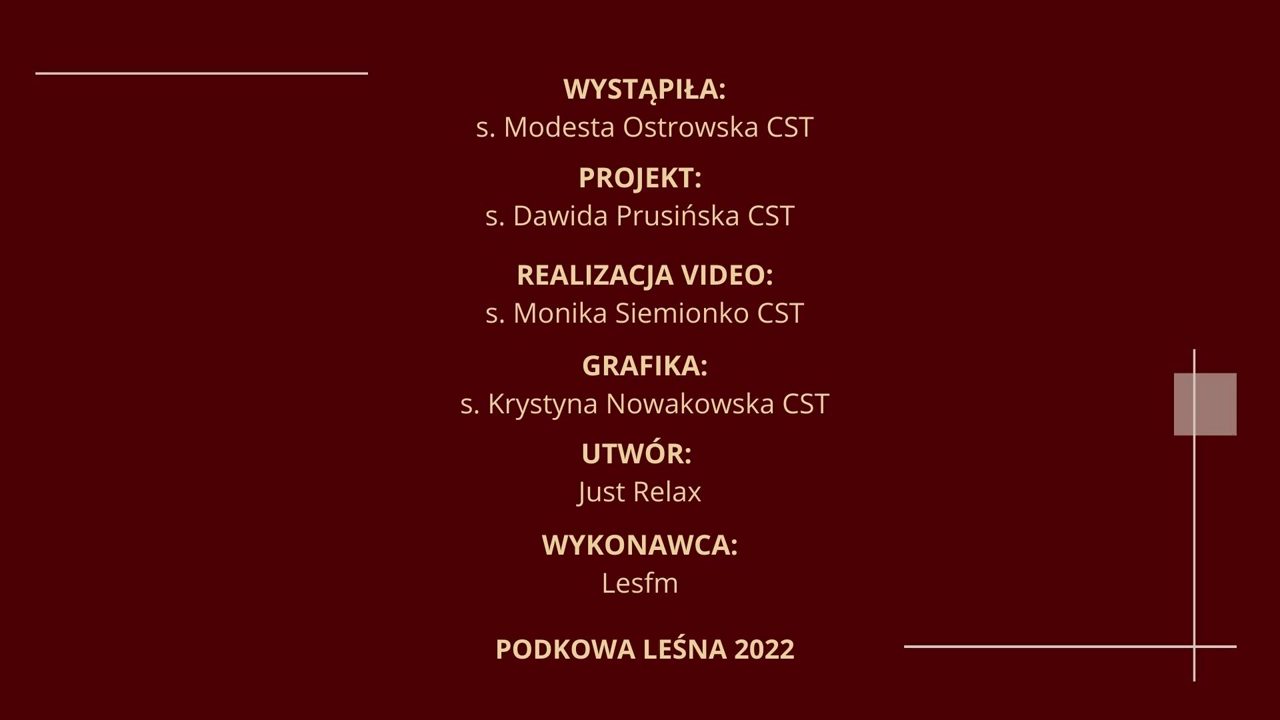 WYSTĄPIŁA:
s. Modesta Ostrowska CST
PROJEKT:
s. Dawida Prusińska CST
REALIZACJA VIDEO:
s. Monika Siemionko CST
GRAFIKA:
s. Krystyna Nowakowska CST
UTWÓR:
Just Relax
WYKONAWCA:
Lesfm
PODKOWA LEŚNA 2022